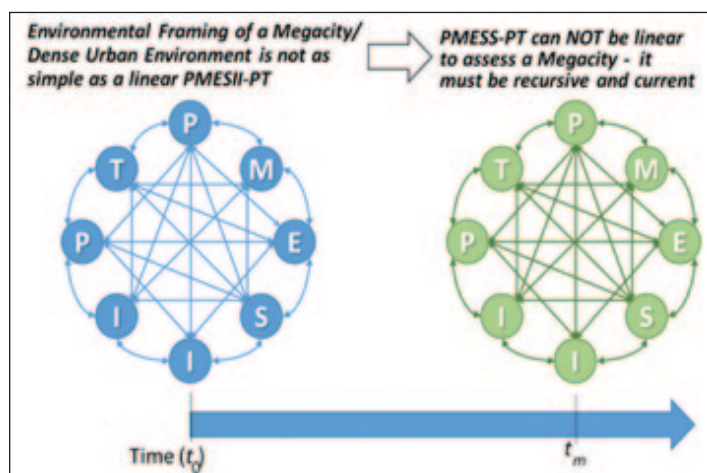 Environmental Framing of a Megacity/
Dense Urban Environment is not as
simple as a linear PMESII-PT
PMESS-PT can NOT be linear
to assess a Megacity - it
must be recursive and current
P
M
E
S
I
I
P
T
P
M
E
S
I
I
P
T
Time (t0)
tm